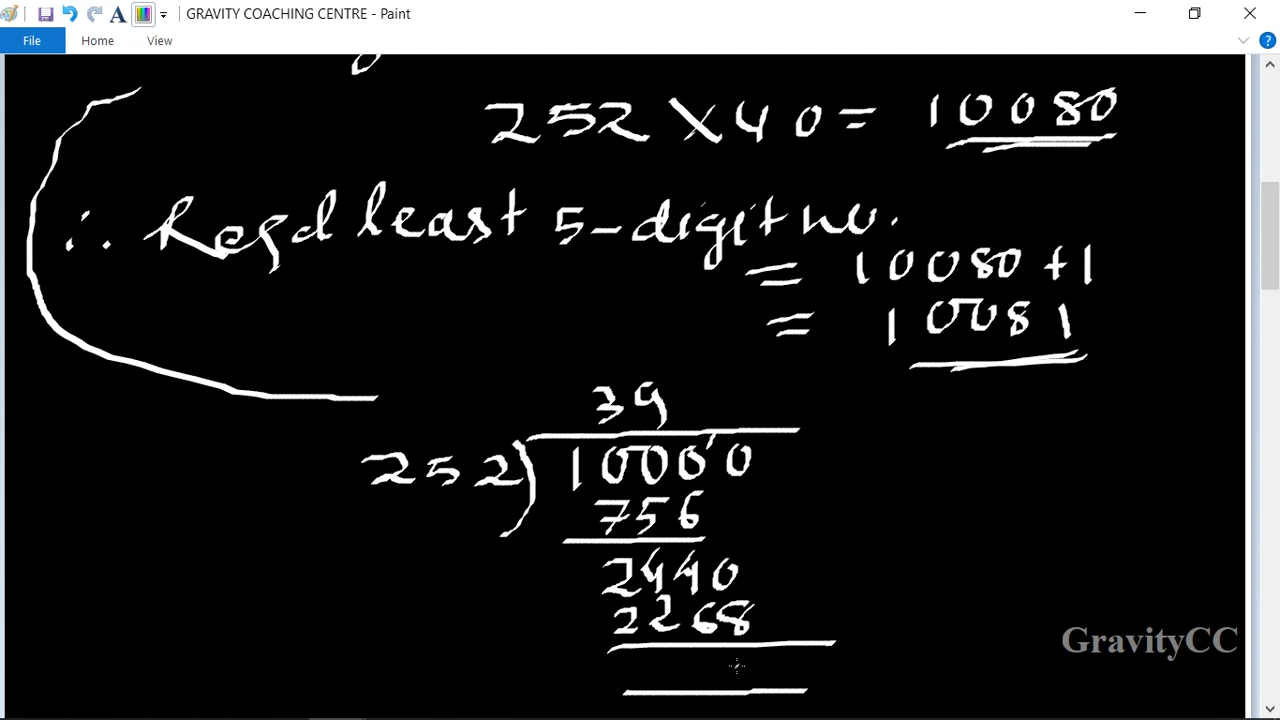 GRAVITY COACHING CENTRE - Paint
File Home View
252 × 40 = 10080
∴ Reqd least 5-digit no.
= 10080 + 1
= 10081
39
252) 10000
756
2440
2268
GravityCC